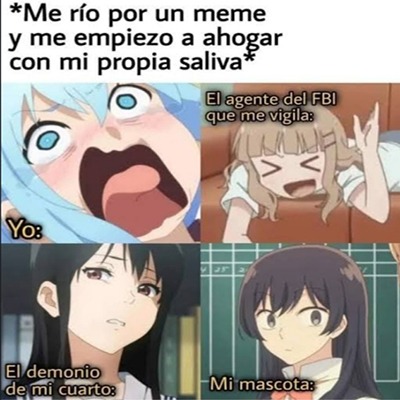 *Me río por un meme
y me empiezo a ahogar
con mi propia saliva*
El agente del FBI
que me vigila:
Yo:
El demonio
de mi cuarto:
Mi mascota: